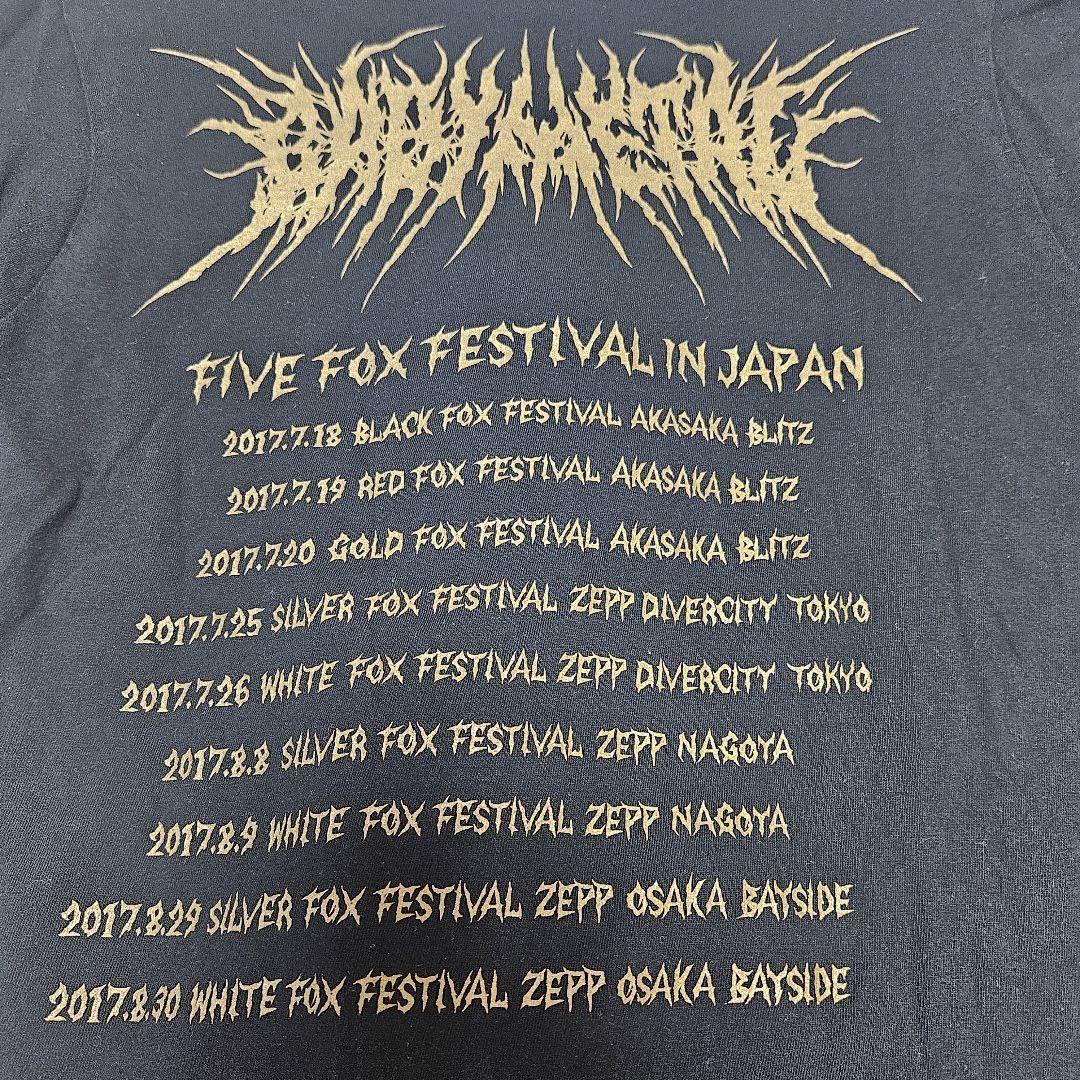 BABYMETAL
FIVE FOX FESTIVAL IN JAPAN
2017.7.18 BLACK FOX FESTIVAL AKASAKA BLITZ
2017.7.19 RED FOX FESTIVAL AKASAKA BLITZ
2017.7.20 GOLD FOX FESTIVAL AKASAKA BLITZ
2017.7.25 SILVER FOX FESTIVAL ZEPP DIVERCITY TOKYO
2017.7.26 WHITE FOX FESTIVAL ZEPP DIVERCITY TOKYO
2017.8.8 SILVER FOX FESTIVAL ZEPP NAGOYA
2017.8.9 WHITE FOX FESTIVAL ZEPP NAGOYA
2017.8.29 SILVER FOX FESTIVAL ZEPP OSAKA BAYSIDE
2017.8.30 WHITE FOX FESTIVAL ZEPP OSAKA BAYSIDE